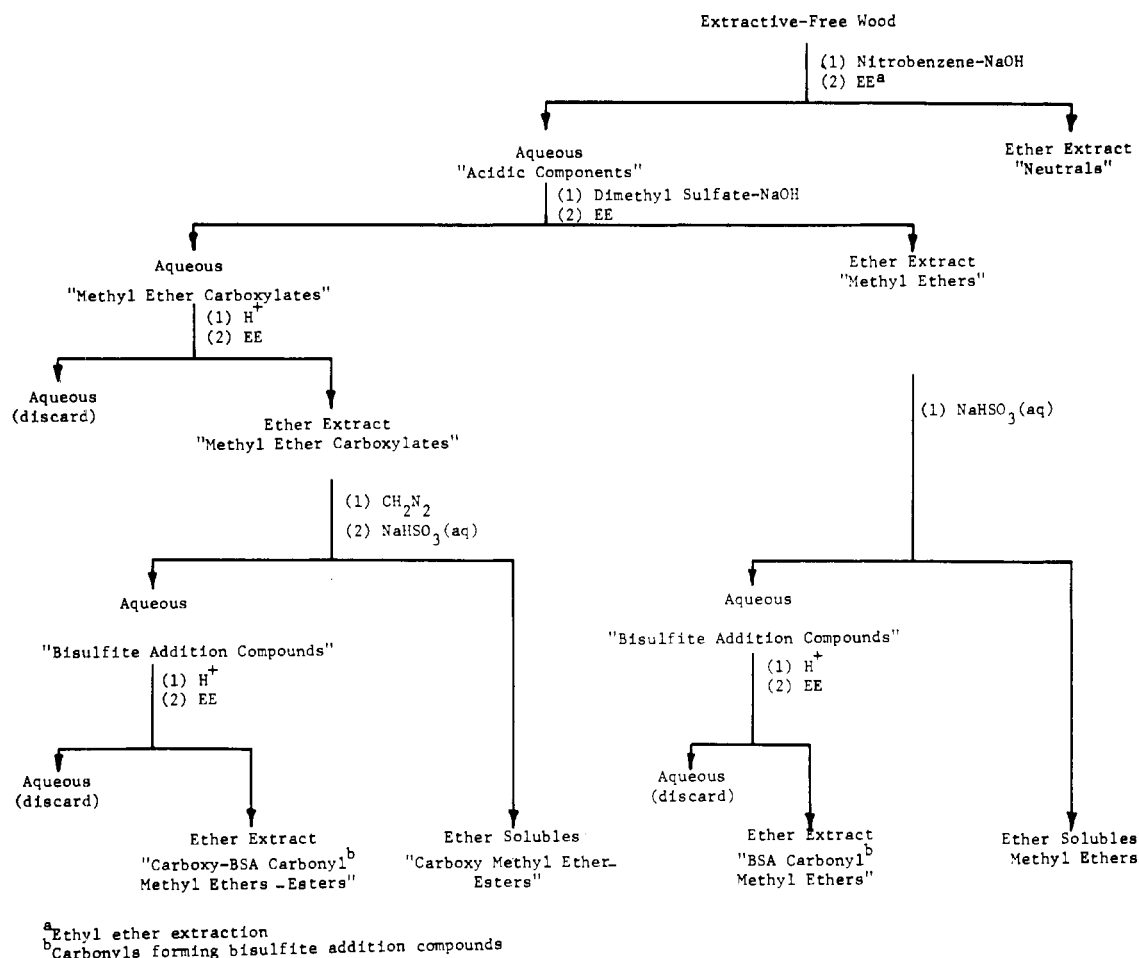 Extractive-Free Wood
(1) Nitrobenzene-NaOH
(2) EEᵃ
Aqueous
"Acidic Components"
Ether Extract
"Neutrals"
(1) Dimethyl Sulfate-NaOH
(2) EE
Aqueous
"Methyl Ether Carboxylates"
Ether Extract
"Methyl Ethers"
(1) H⁺
(2) EE
Aqueous
(discard)
Ether Extract
"Methyl Ether Carboxylates"
(1) NaHSO₃(aq)
(1) CH₂N₂
(2) NaHSO₃(aq)
Aqueous
"Bisulfite Addition Compounds"
Aqueous
"Bisulfite Addition Compounds"
(1) H⁺
(2) EE
(1) H⁺
(2) EE
Aqueous
(discard)
Aqueous
(discard)
Ether Extract
"Carboxy-BSA Carbonylᵇ
Methyl Ethers-Esters"
Ether Solubles
"Carboxy Methyl Ether-
Esters"
Ether Extract
"BSA Carbonylᵇ
Methyl Ethers"
Ether Solubles
Methyl Ethers
ᵃEthyl ether extraction
ᵇCarbonyls forming bisulfite addition compounds